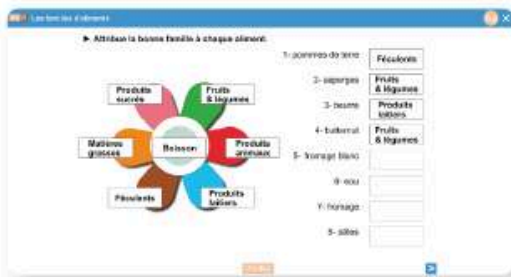 Les familles d'aliments
► Attribue la bonne famille à chaque aliment.
Produits
sucrés
Fruits
& légumes
Matières
grasses
Boisson
Produits
animaux
Féculents
Produits
laitiers
1- pommes de terre
Féculents
2- asperges
Fruits
& légumes
3- beurre
Produits
laitiers
4- butternut
Fruits
& légumes
5- fromage blanc
6- eau
7- fromage
8- pâtes